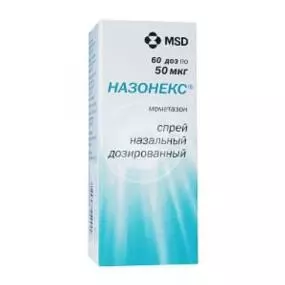 MSD
60 доз по
50 мкг
НАЗОНЕКС®
мометазон
спрей
назальный
дозированный